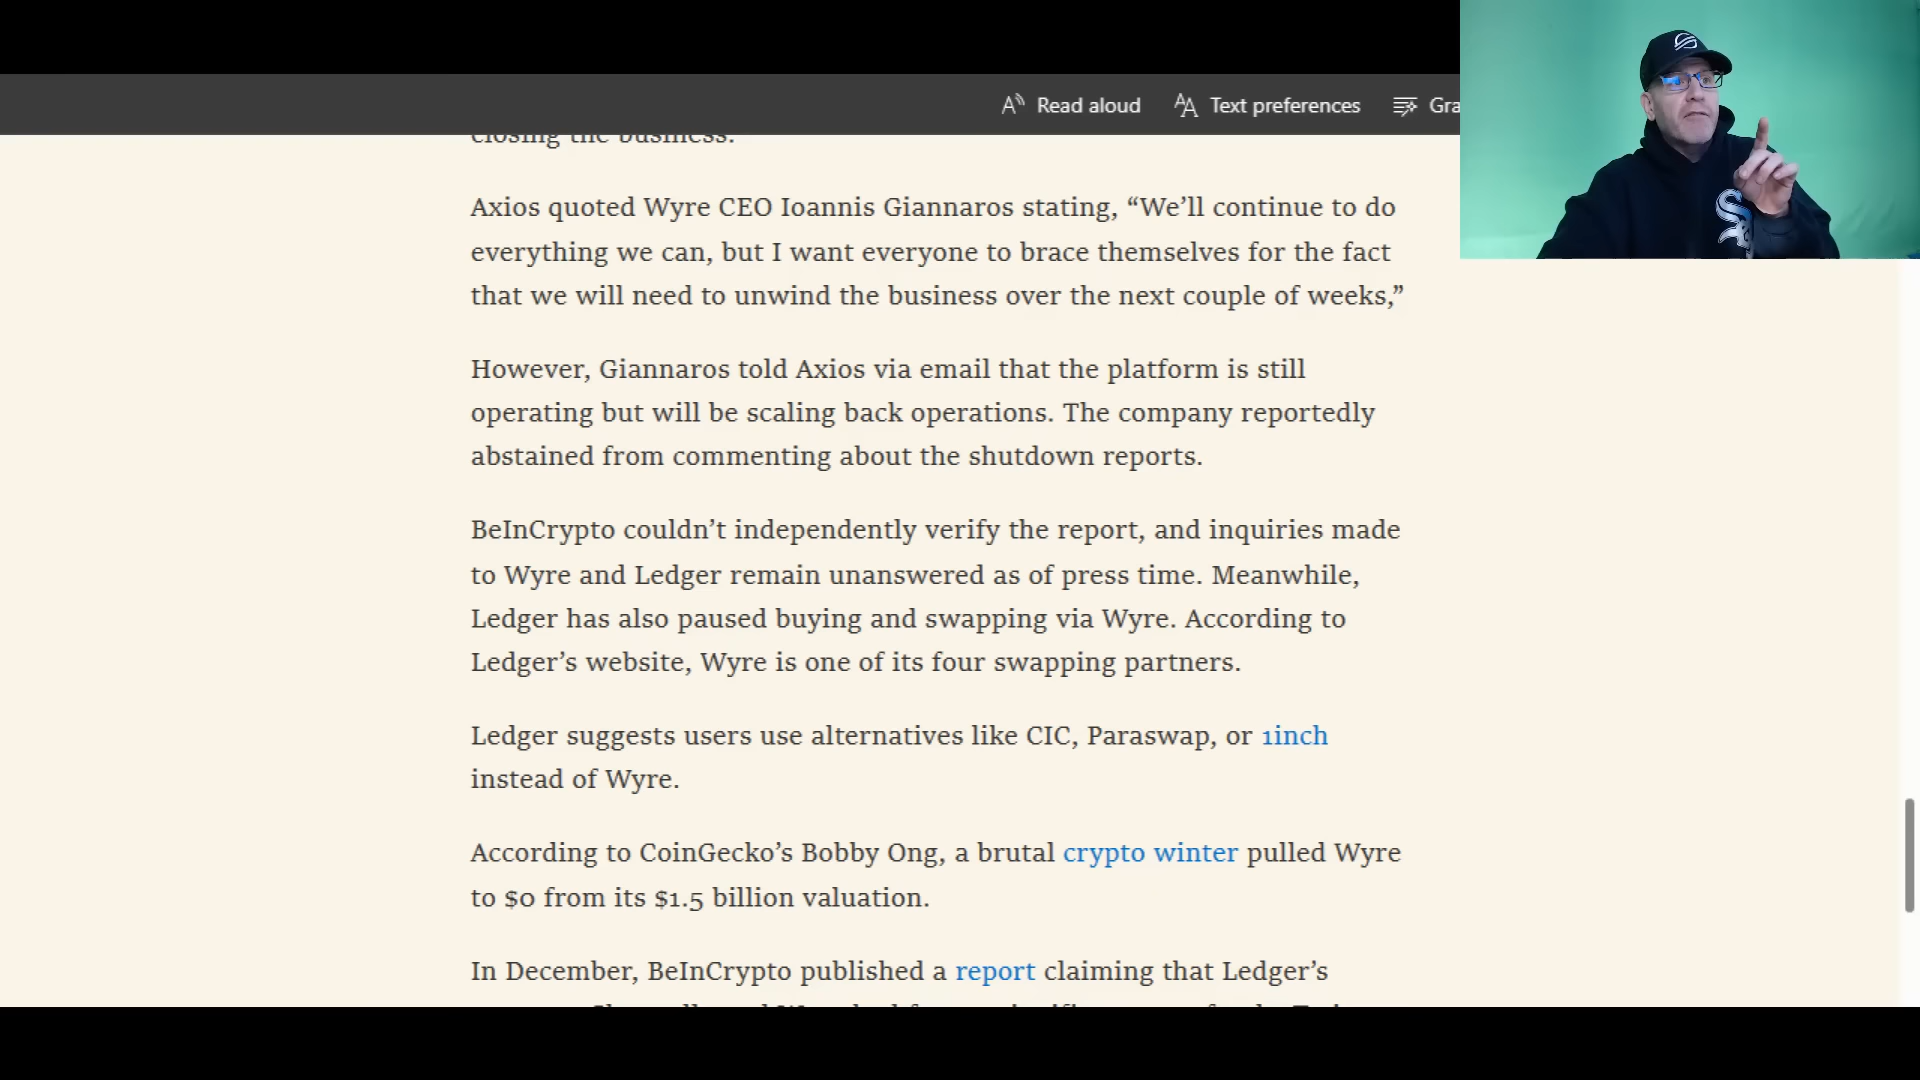 Read aloud
Text preferences
Gra
closing the business.
Axios quoted Wyre CEO Ioannis Giannaros stating, “We’ll continue to do
everything we can, but I want everyone to brace themselves for the fact
that we will need to unwind the business over the next couple of weeks,”
However, Giannaros told Axios via email that the platform is still
operating but will be scaling back operations. The company reportedly
abstained from commenting about the shutdown reports.
BeInCrypto couldn’t independently verify the report, and inquiries made
to Wyre and Ledger remain unanswered as of press time. Meanwhile,
Ledger has also paused buying and swapping via Wyre. According to
Ledger’s website, Wyre is one of its four swapping partners.
Ledger suggests users use alternatives like CIC, Paraswap, or 1inch
instead of Wyre.
According to CoinGecko’s Bobby Ong, a brutal crypto winter pulled Wyre
to $0 from its $1.5 billion valuation.
In December, BeInCrypto published a report claiming that Ledger’s